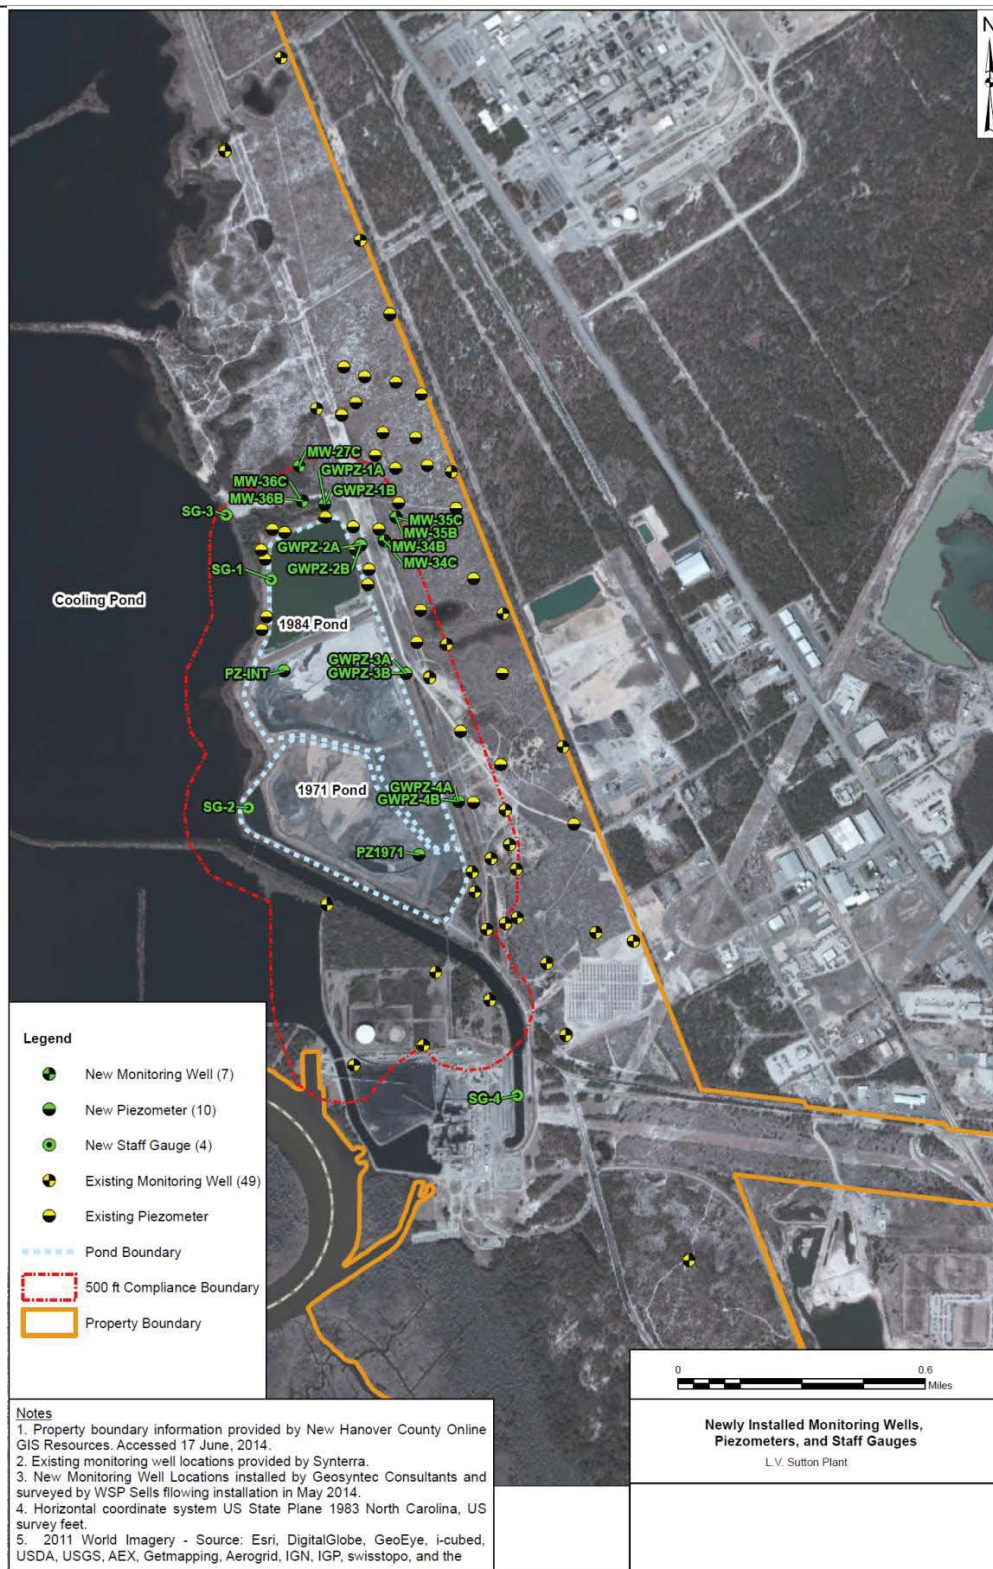 N
MW-27C
GWPZ-1A
MW-36C
GWPZ-1B
MW-36B
SG-3
MW-35C
MW-35B
GWPZ-2A
MW-34B
MW-34C
GWPZ-2B
SG-1
Cooling Pond
1984 Pond
GWPZ-3A
PZ-INT
GWPZ-3B
1971 Pond
GWPZ-4A
GWPZ-4B
SG-2
PZ1971
SG-4
Legend
New Monitoring Well (7)
New Piezometer (10)
New Staff Gauge (4)
Existing Monitoring Well (49)
Existing Piezometer
Pond Boundary
500 ft Compliance Boundary
Property Boundary
0 0.6
Miles
Newly Installed Monitoring Wells,
Piezometers, and Staff Gauges
L.V. Sutton Plant
Notes
1. Property boundary information provided by New Hanover County Online
GIS Resources. Accessed 17 June, 2014.
2. Existing monitoring well locations provided by Synterra.
3. New Monitoring Well Locations installed by Geosyntec Consultants and
surveyed by WSP Sells fllowing installation in May 2014.
4. Horizontal coordinate system US State Plane 1983 North Carolina, US
survey feet.
5. 2011 World Imagery - Source: Esri, DigitalGlobe, GeoEye, i-cubed,
USDA, USGS, AEX, Getmapping, Aerogrid, IGN, IGP, swisstopo, and the